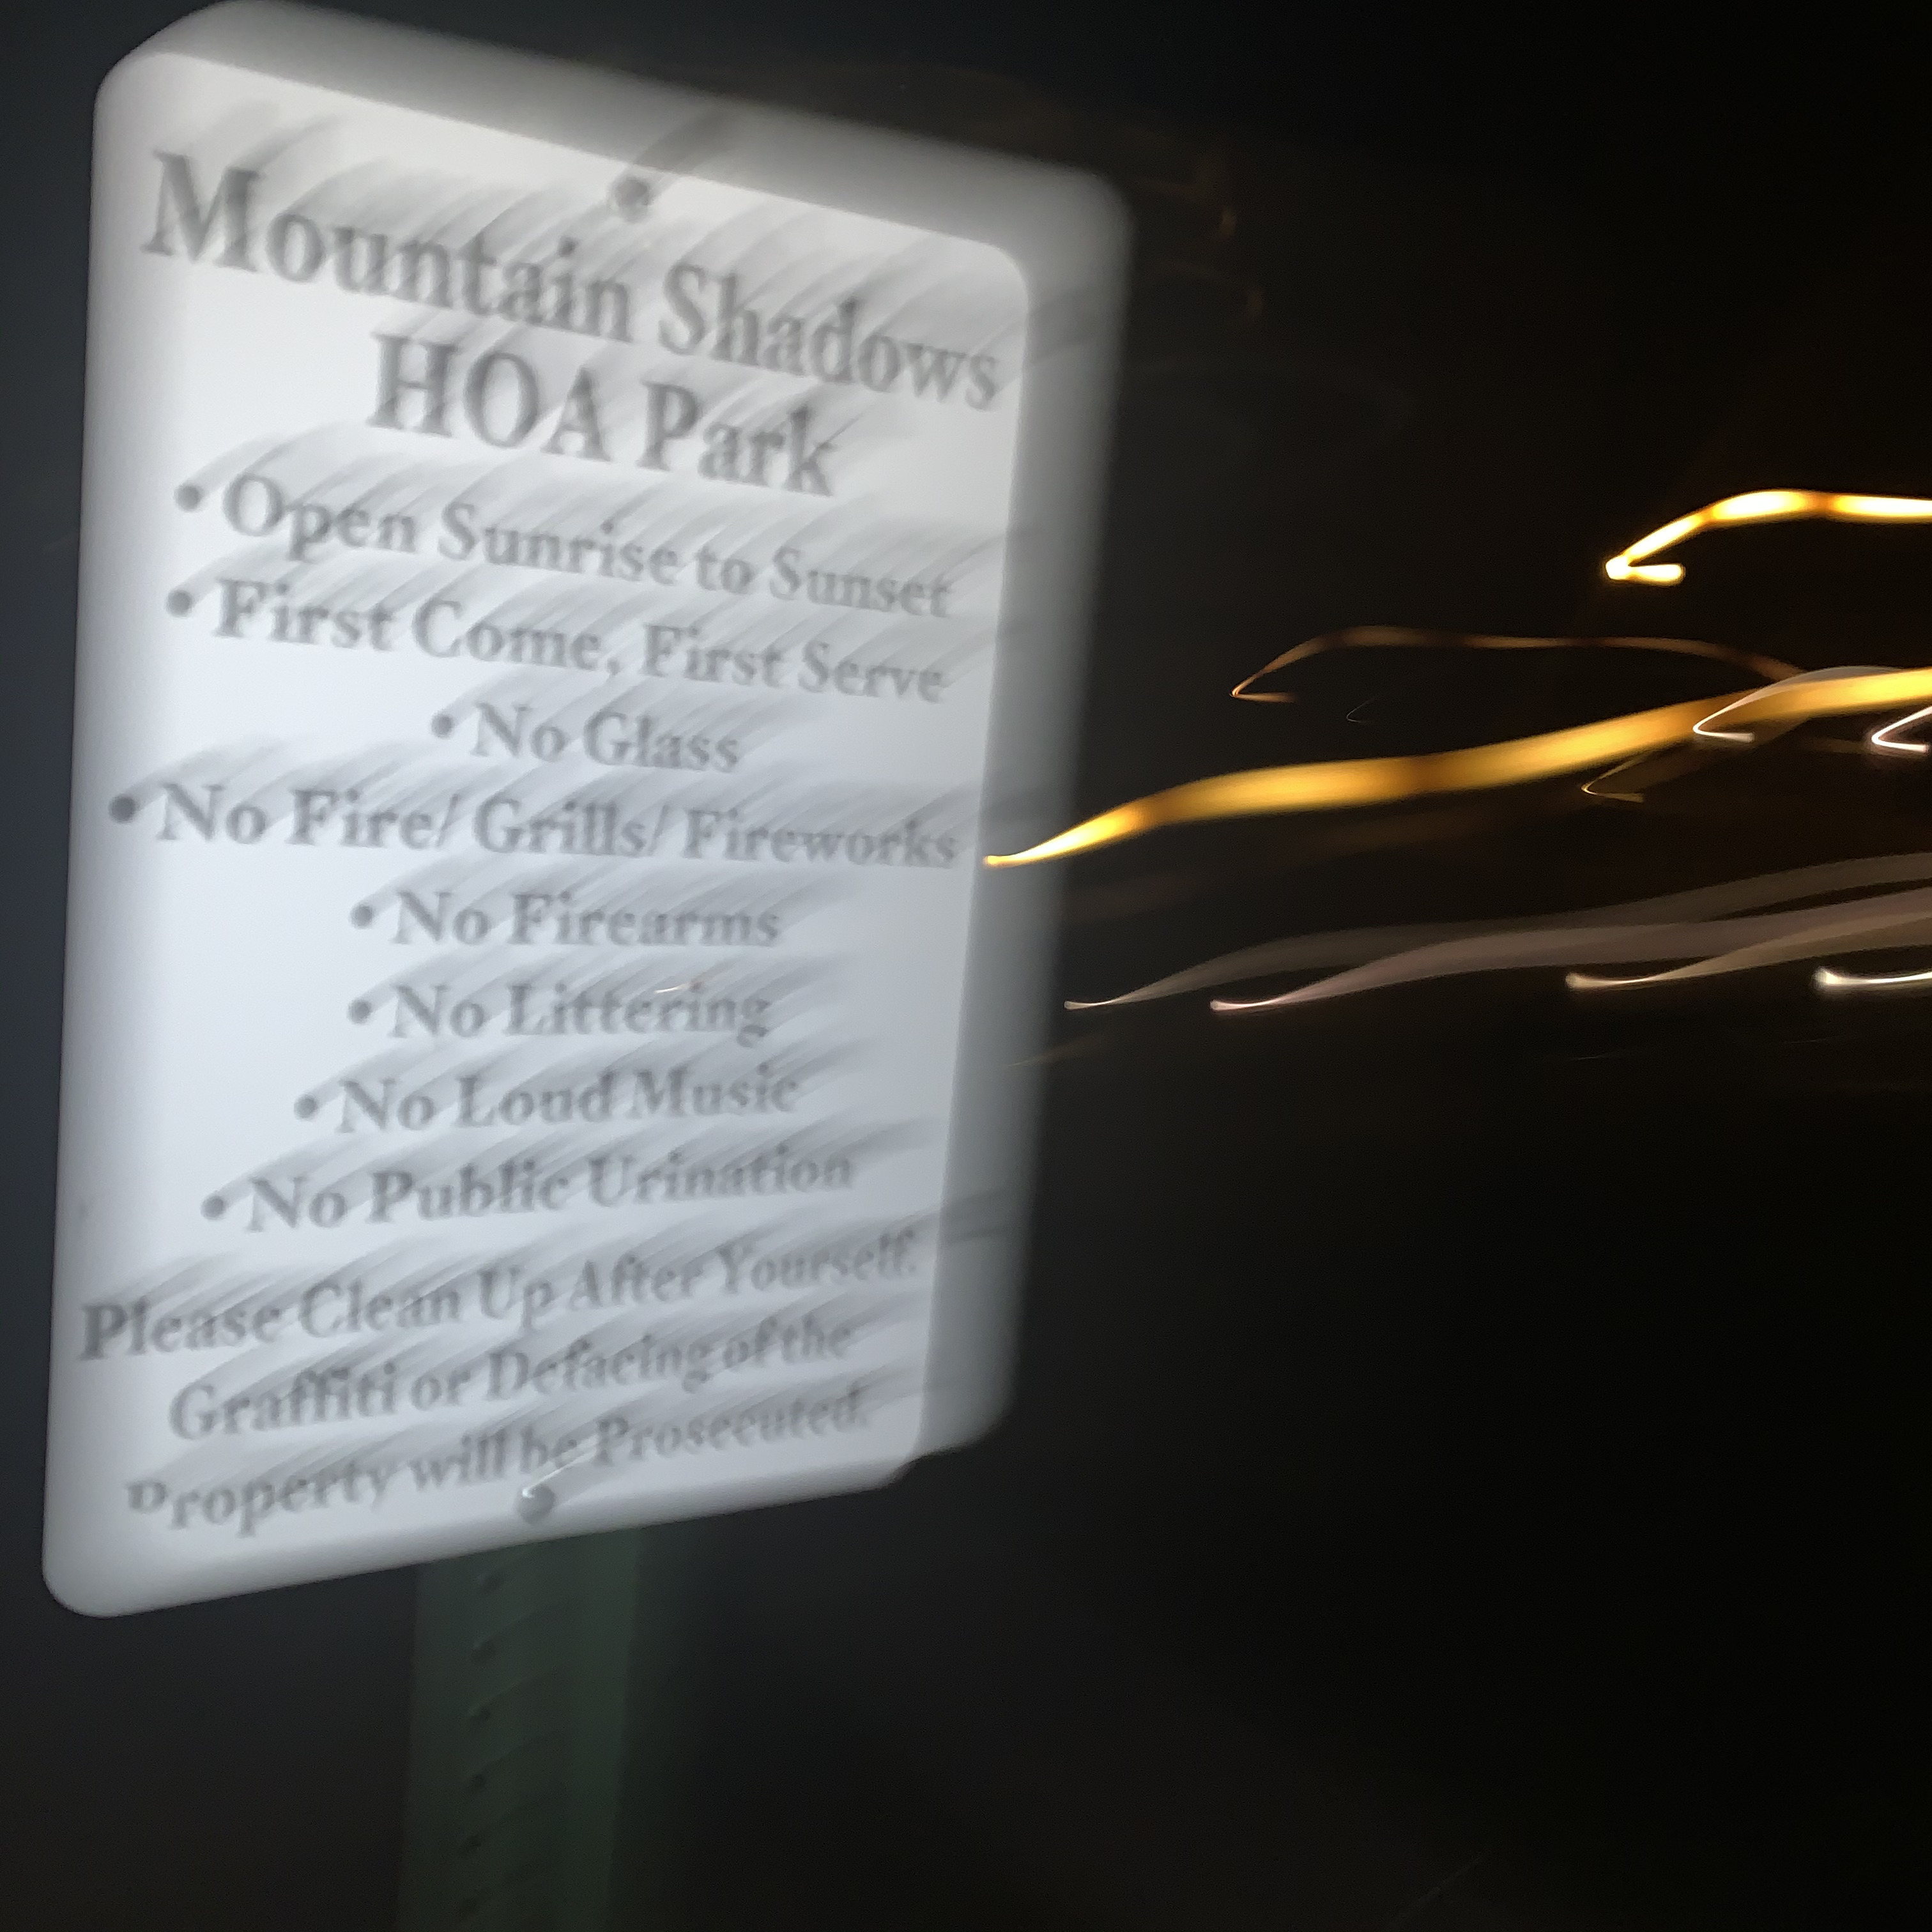 Mountain Shadows
HOA Park
• Open Sunrise to Sunset
• First Come, First Serve
• No Glass
• No Fire/ Grills/ Fireworks
• No Firearms
• No Littering
• No Loud Music
• No Public Urination
Please Clean Up After Yourself.
Graffiti or Defacing of the
Property will be Prosecuted.